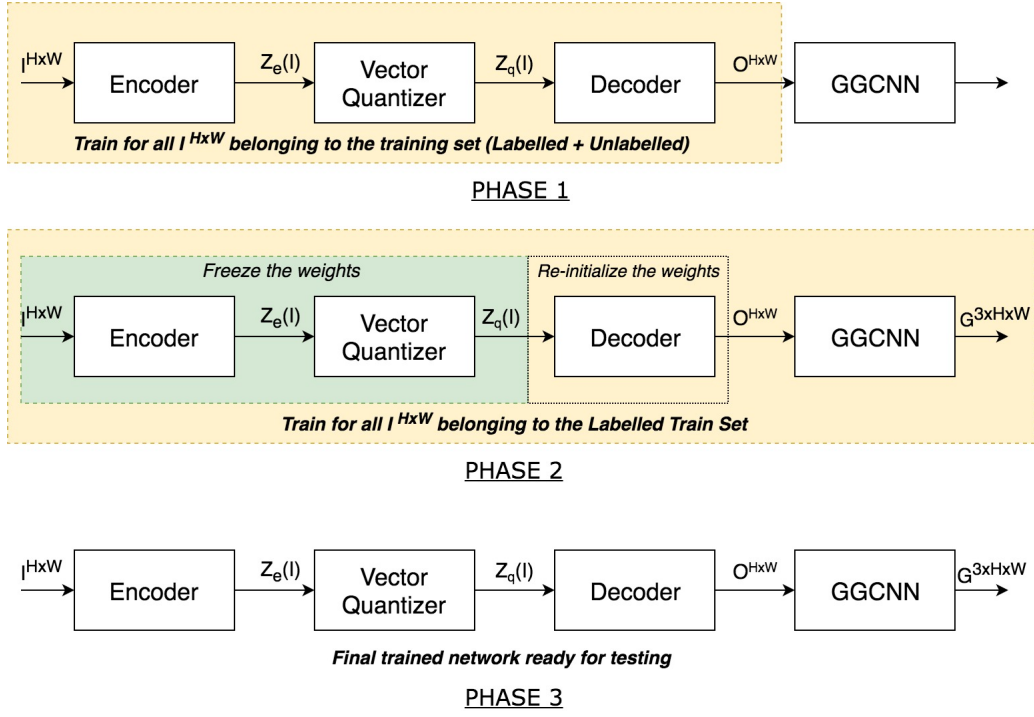 I^HxW Z_e(I) Z_q(I) O^HxW
Encoder Vector Quantizer Decoder GGCNN
Train for all I^HxW belonging to the training set (Labelled + Unlabelled)
PHASE 1
Freeze the weights Re-initialize the weights
I^HxW Z_e(I) Z_q(I) O^HxW G^3xHxW
Encoder Vector Quantizer Decoder GGCNN
Train for all I^HxW belonging to the Labelled Train Set
PHASE 2
I^HxW Z_e(I) Z_q(I) O^HxW G^3xHxW
Encoder Vector Quantizer Decoder GGCNN
Final trained network ready for testing
PHASE 3